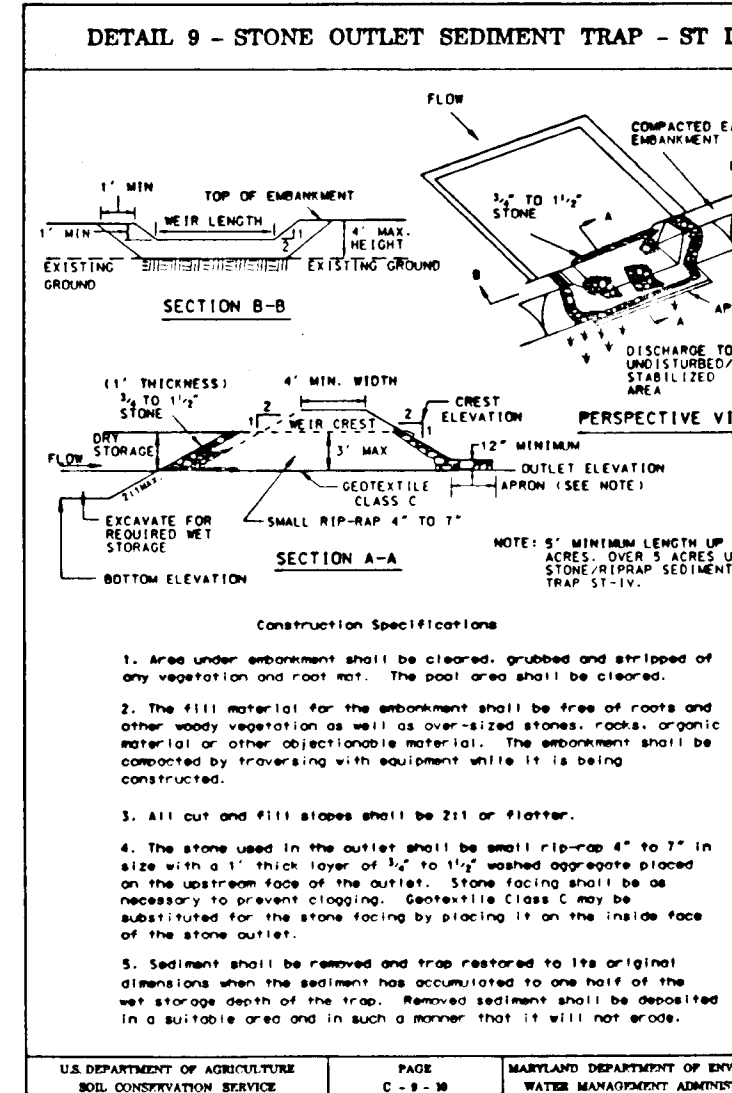 DETAIL 9 - STONE OUTLET SEDIMENT TRAP - ST I
FLOW
COMPACTED E
EMBANKMENT
1' MIN
TOP OF EMBANKMENT
WEIR LENGTH
1' MIN
1
2
4' MAX.
HEIGHT
EXISTING
GROUND
EXISTING GROUND
SECTION B-B
3/4" TO 1 1/2"
STONE
A
B
A
AP
DISCHARGE TO
UNDISTURBED/
STABILIZED
AREA
PERSPECTIVE VI
(1' THICKNESS)
3/4 TO 1 1/2"
STONE
4' MIN. WIDTH
2
1
WEIR CREST
2
1
CREST
ELEVATION
DRY
STORAGE
FLOW
3' MAX
12" MINIMUM
OUTLET ELEVATION
2:1 MAX.
GEOTEXTILE
CLASS C
APRON (SEE NOTE)
EXCAVATE FOR
REQUIRED WET
STORAGE
SMALL RIP-RAP 4" TO 7"
BOTTOM ELEVATION
SECTION A-A
NOTE: 5' MINIMUM LENGTH UP
ACRES. OVER 5 ACRES U
STONE/RIPRAP SEDIMENT
TRAP ST-IV.
Construction Specifications
1. Area under embankment shall be cleared, grubbed and stripped of
any vegetation and root mat. The pool area shall be cleared.
2. The fill material for the embankment shall be free of roots and
other woody vegetation as well as over-sized stones, rocks, organic
material or other objectionable material. The embankment shall be
compacted by traversing with equipment while it is being
constructed.
3. All cut and fill slopes shall be 2:1 or flatter.
4. The stone used in the outlet shall be small rip-rap 4" to 7" in
size with a 1' thick layer of 3/4" to 1 1/2" washed aggregate placed
on the upstream face of the outlet. Stone facing shall be as
necessary to prevent clogging. Geotextile Class C may be
substituted for the stone facing by placing it on the inside face
of the stone outlet.
5. Sediment shall be removed and trap restored to its original
dimensions when the sediment has accumulated to one half of the
wet storage depth of the trap. Removed sediment shall be deposited
in a suitable area and in such a manner that it will not erode.
U.S. DEPARTMENT OF AGRICULTURE
SOIL CONSERVATION SERVICE
PAGE
C - 9 - 10
MARYLAND DEPARTMENT OF ENV
WATER MANAGEMENT ADMINIS